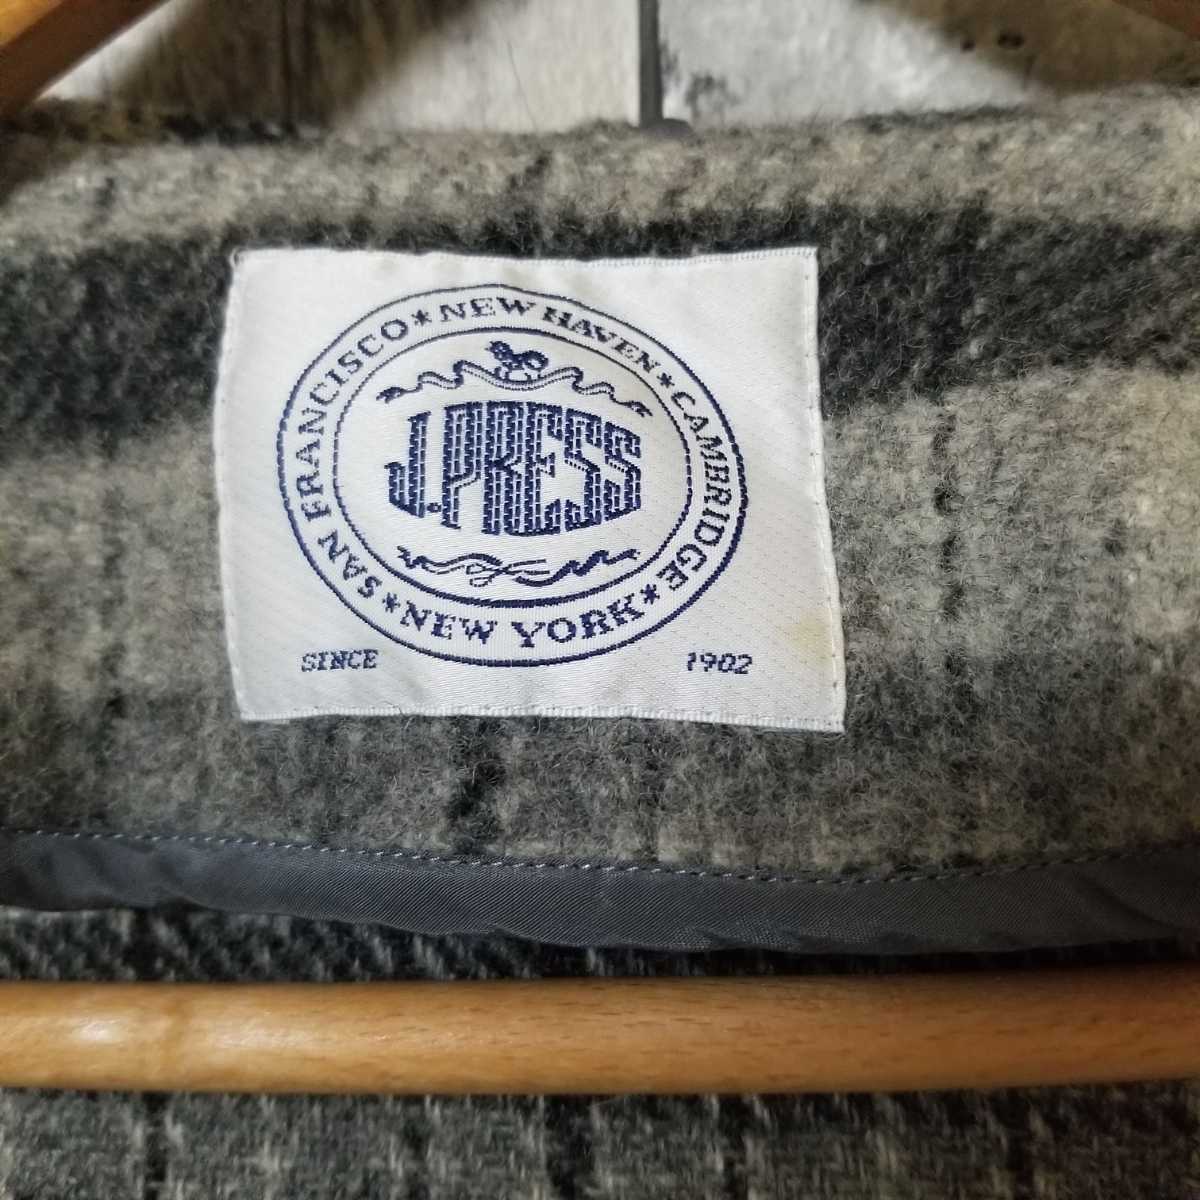 SAN FRANCISCO * NEW HAVEN * CAMBRIDGE * NEW YORK *
J.PRESS
SINCE 1902